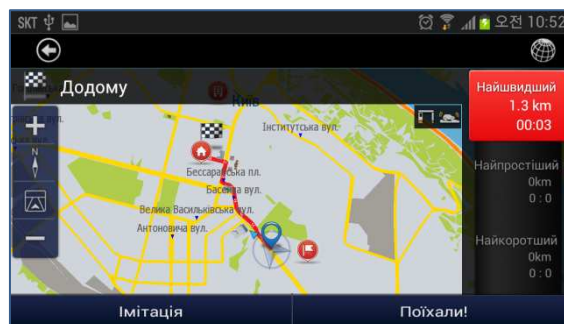 SKT 오전 10:52
Додому
Київ
Інститутська вул.
Бессарабська пл.
Басейна вул.
Велика Васильківська вул.
Антоновича вул.
N
Найшвидший
1.3 km
00:03
Найпростіший
0km
0 : 0
Найкоротший
0km
0 : 0
Імітація
Поїхали!